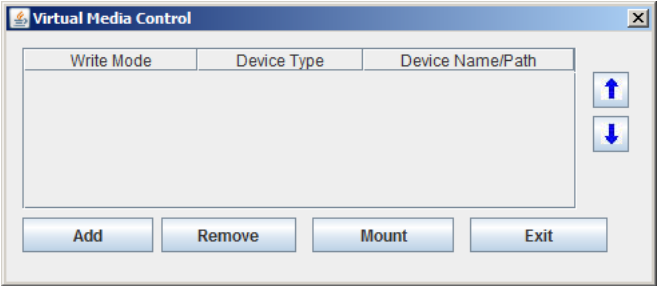 Virtual Media Control
Write Mode Device Type Device Name/Path
Add Remove Mount Exit